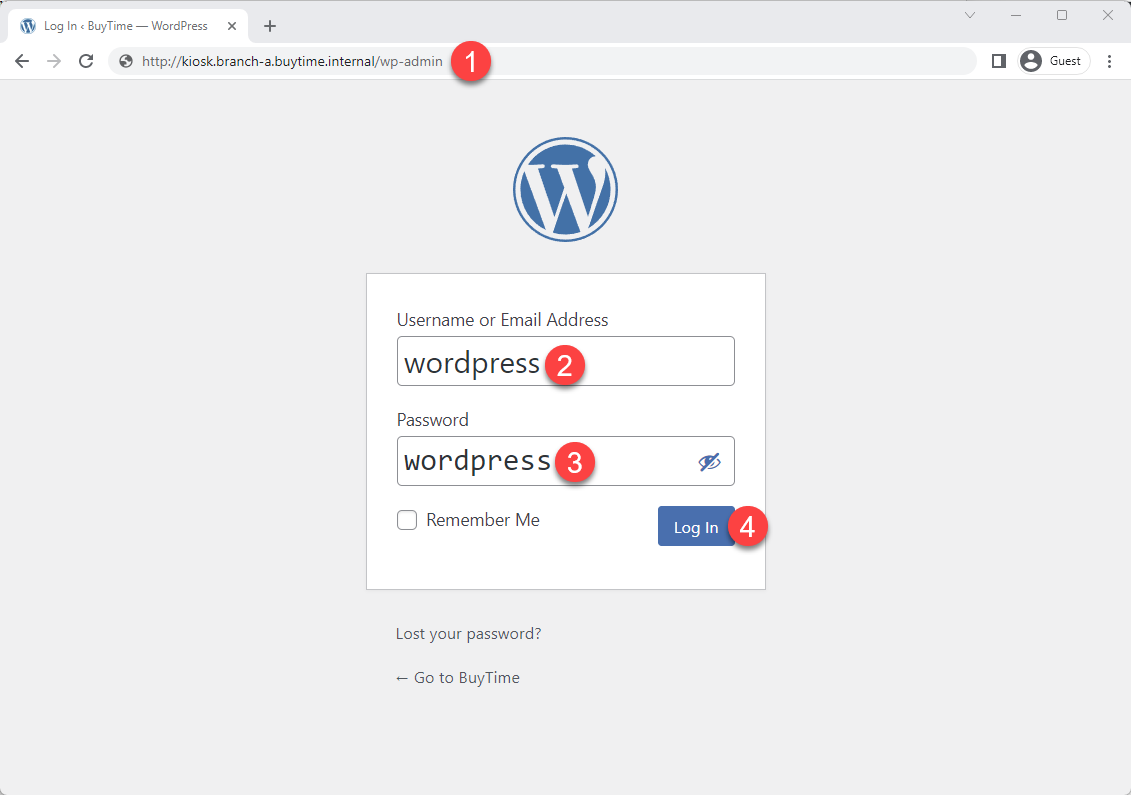 Log In ‹ BuyTime — WordPress
http://kiosk.branch-a.buytime.internal/wp-admin 1
Guest
Username or Email Address
wordpress 2
Password
wordpress 3
Remember Me
Log In 4
Lost your password?
← Go to BuyTime